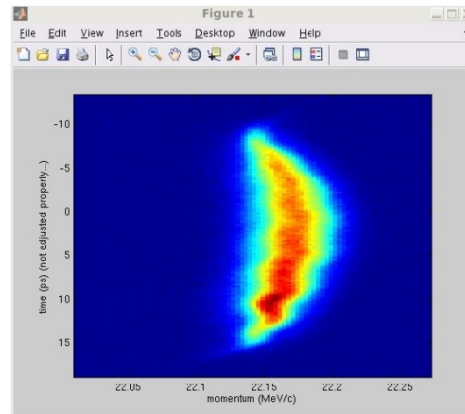 Figure 1
File Edit View Insert Tools Desktop Window Help
-10
-5
0
5
10
15
time (ps) (not adjusted properly...)
22.05 22.1 22.15 22.2 22.25
momentum (MeV/c)